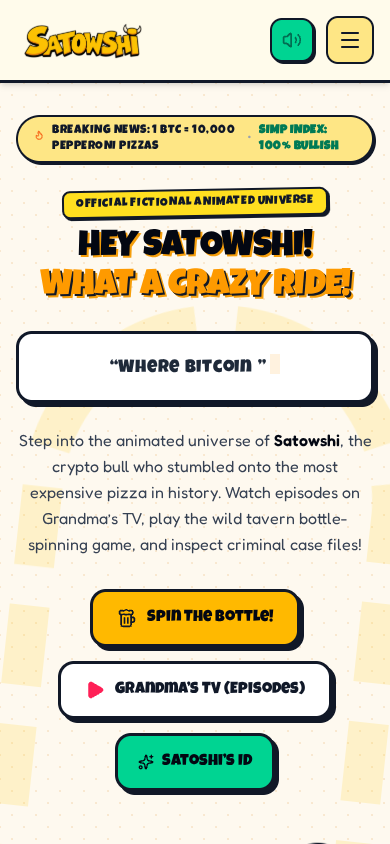 SATOWSHI
BREAKING NEWS: 1 BTC = 10,000
PEPPERONI PIZZAS
•
SIMP INDEX:
100% BULLISH
OFFICIAL FICTIONAL ANIMATED UNIVERSE
HEY SATOWSHI!
WHAT A CRAZY RIDE!
“Where Bitcoin ”
Step into the animated universe of Satowshi, the
crypto bull who stumbled onto the most
expensive pizza in history. Watch episodes on
Grandma's TV, play the wild tavern bottle-
spinning game, and inspect criminal case files!
Spin the Bottle!
Grandma's TV (Episodes)
Satoshi's ID